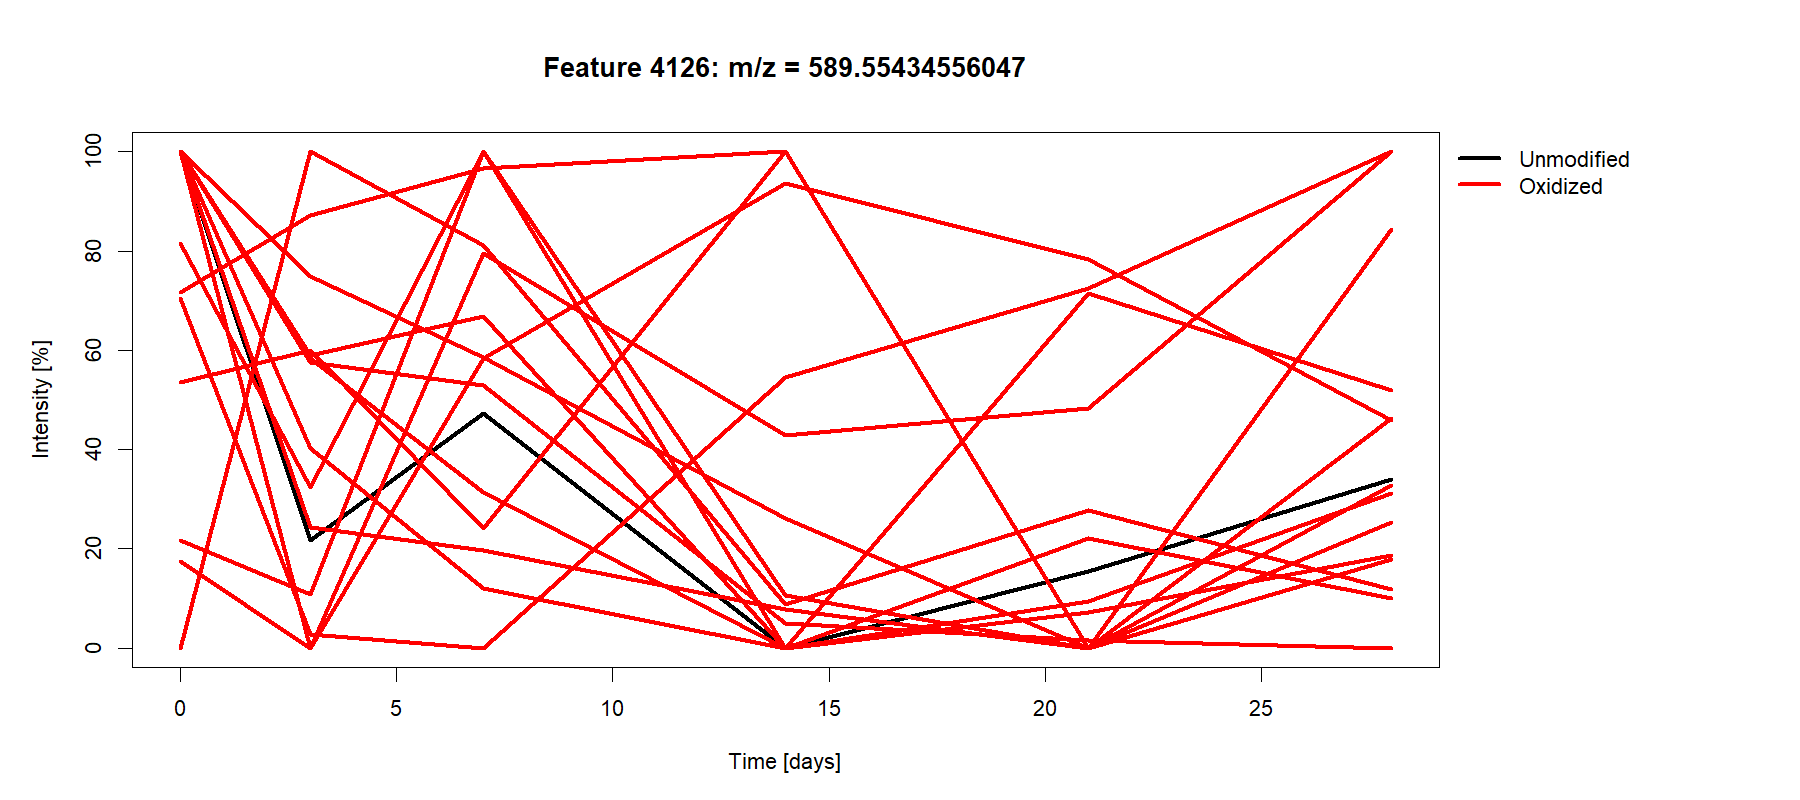 Feature 4126: m/z = 589.55434556047
Unmodified
Oxidized
Intensity [%]
100
80
60
40
20
0
0 5 10 15 20 25
Time [days]